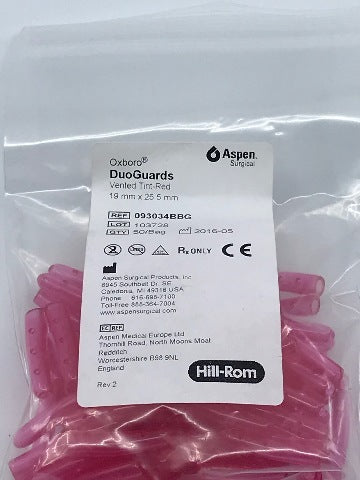 Oxboro®
Aspen®
Surgical
DuoGuards
Vented Tint-Red
19 mm x 25.5 mm
REF 093034BBG
LOT 103728
QTY 50/Bag 2016-05
Rx ONLY CE
Aspen Surgical Products, Inc
6945 Southbelt Dr. SE
Caledonia, MI 49316 USA
Phone 616-698-7100
Toll-Free 888-364-7004
www.aspensurgical.com
EC REP
Aspen Medical Europe Ltd
Thornhill Road, North Moons Moat
Redditch
Worcestershire B98 9NL
England
Hill-Rom
Rev 2